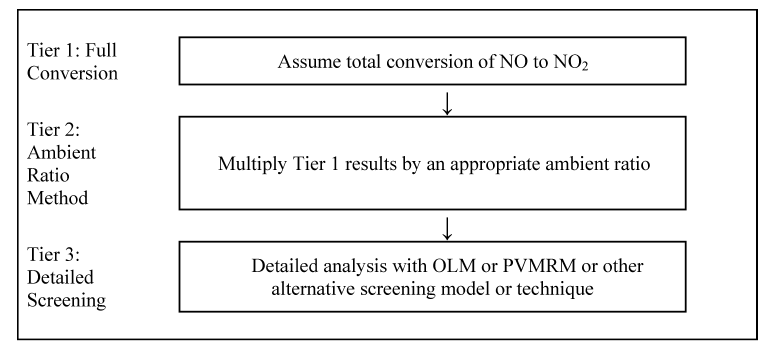 Tier 1: Full
Conversion
Assume total conversion of NO to NO₂
↓
Tier 2:
Ambient
Ratio
Method
Multiply Tier 1 results by an appropriate ambient ratio
↓
Tier 3:
Detailed
Screening
Detailed analysis with OLM or PVMRM or other
alternative screening model or technique